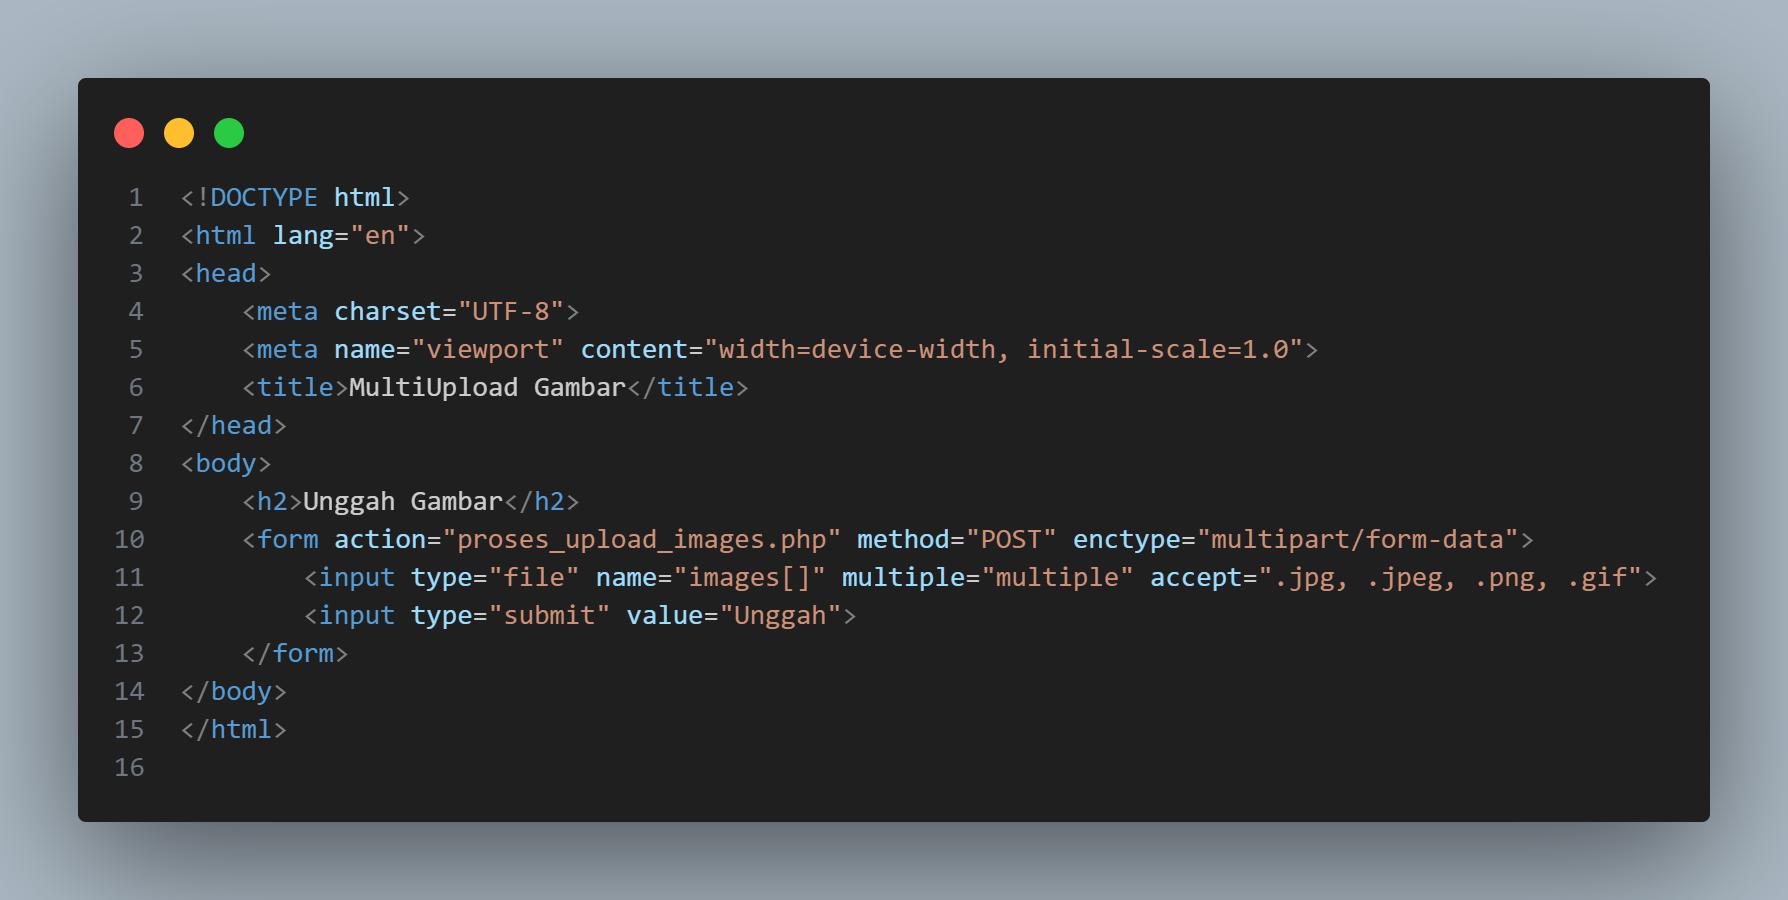 1 <!DOCTYPE html>
2 <html lang="en">
3 <head>
4     <meta charset="UTF-8">
5     <meta name="viewport" content="width=device-width, initial-scale=1.0">
6     <title>MultiUpload Gambar</title>
7 </head>
8 <body>
9     <h2>Unggah Gambar</h2>
10     <form action="proses_upload_images.php" method="POST" enctype="multipart/form-data">
11         <input type="file" name="images[]" multiple="multiple" accept=".jpg, .jpeg, .png, .gif">
12         <input type="submit" value="Unggah">
13     </form>
14 </body>
15 </html>
16